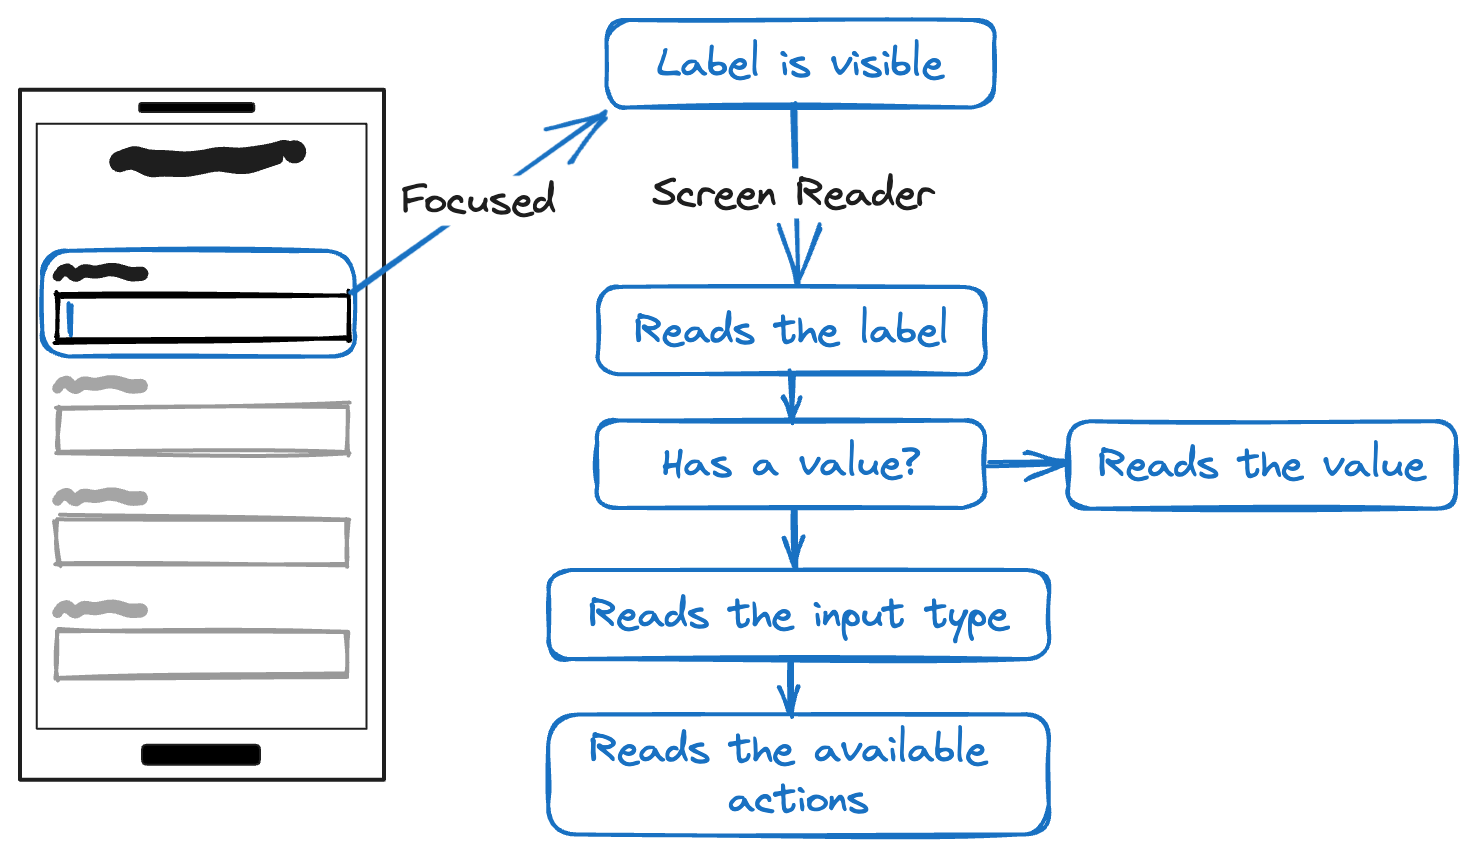 Label is visible
Focused
Screen Reader
Reads the label
Has a value?
Reads the value
Reads the input type
Reads the available
actions